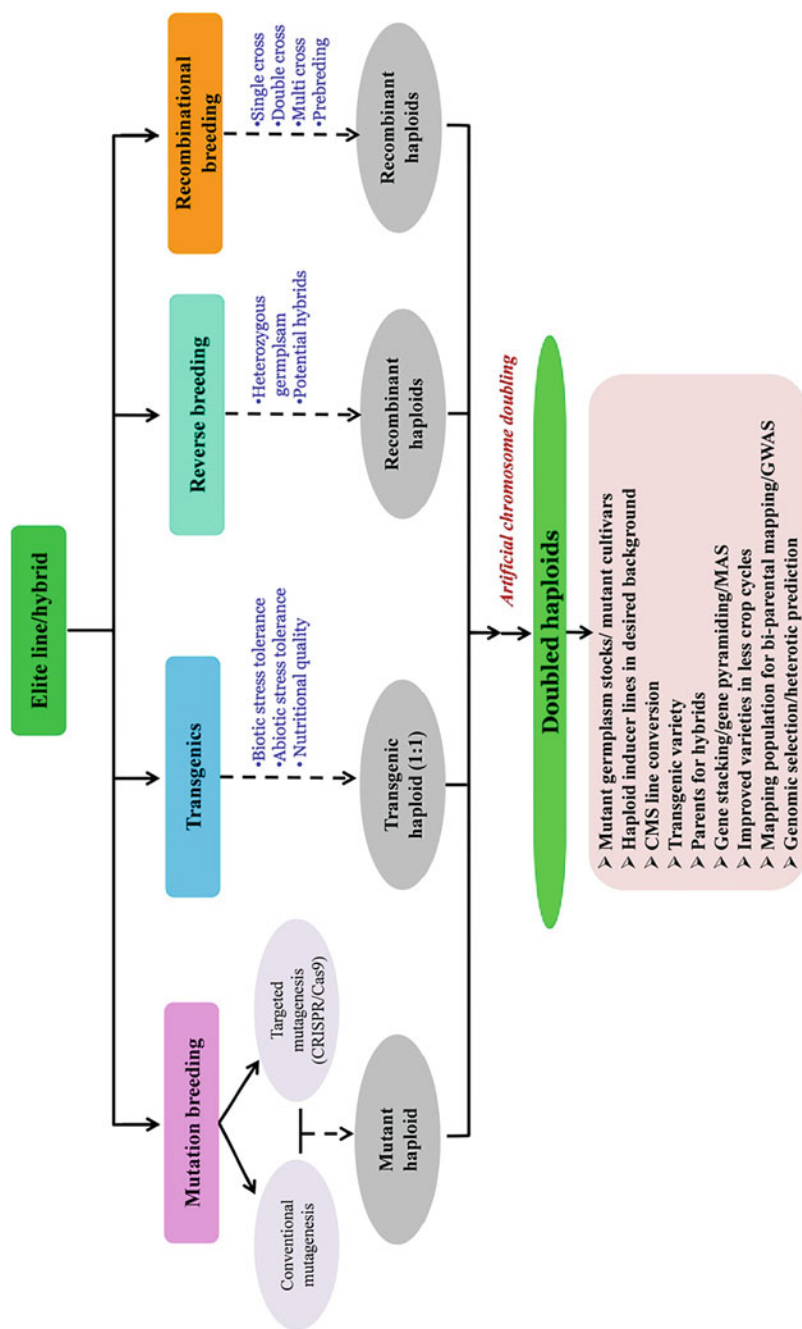 Elite line/hybrid
Mutation breeding
Transgenics
Reverse breeding
Recombinational
breeding
Conventional
mutagenesis
Targeted
mutagenesis
(CRISPR/Cas9)
•Biotic stress tolerance
•Abiotic stress tolerance
• Nutritional quality
•Heterozygous
germplsam
•Potential hybrids
•Single cross
•Double cross
•Multi cross
•Prebreding
Mutant
haploid
Transgenic
haploid (1:1)
Recombinant
haploids
Recombinant
haploids
Artificial chromosome doubling
Doubled haploids
➢ Mutant germplasm stocks/ mutant cultivars
➢ Haploid inducer lines in desired background
➢ CMS line conversion
➢ Transgenic variety
➢ Parents for hybrids
➢ Gene stacking/gene pyramiding/MAS
➢ Improved varieties in less crop cycles
➢ Mapping population for bi-parental mapping/GWAS
➢ Genomic selection/heterotic prediction